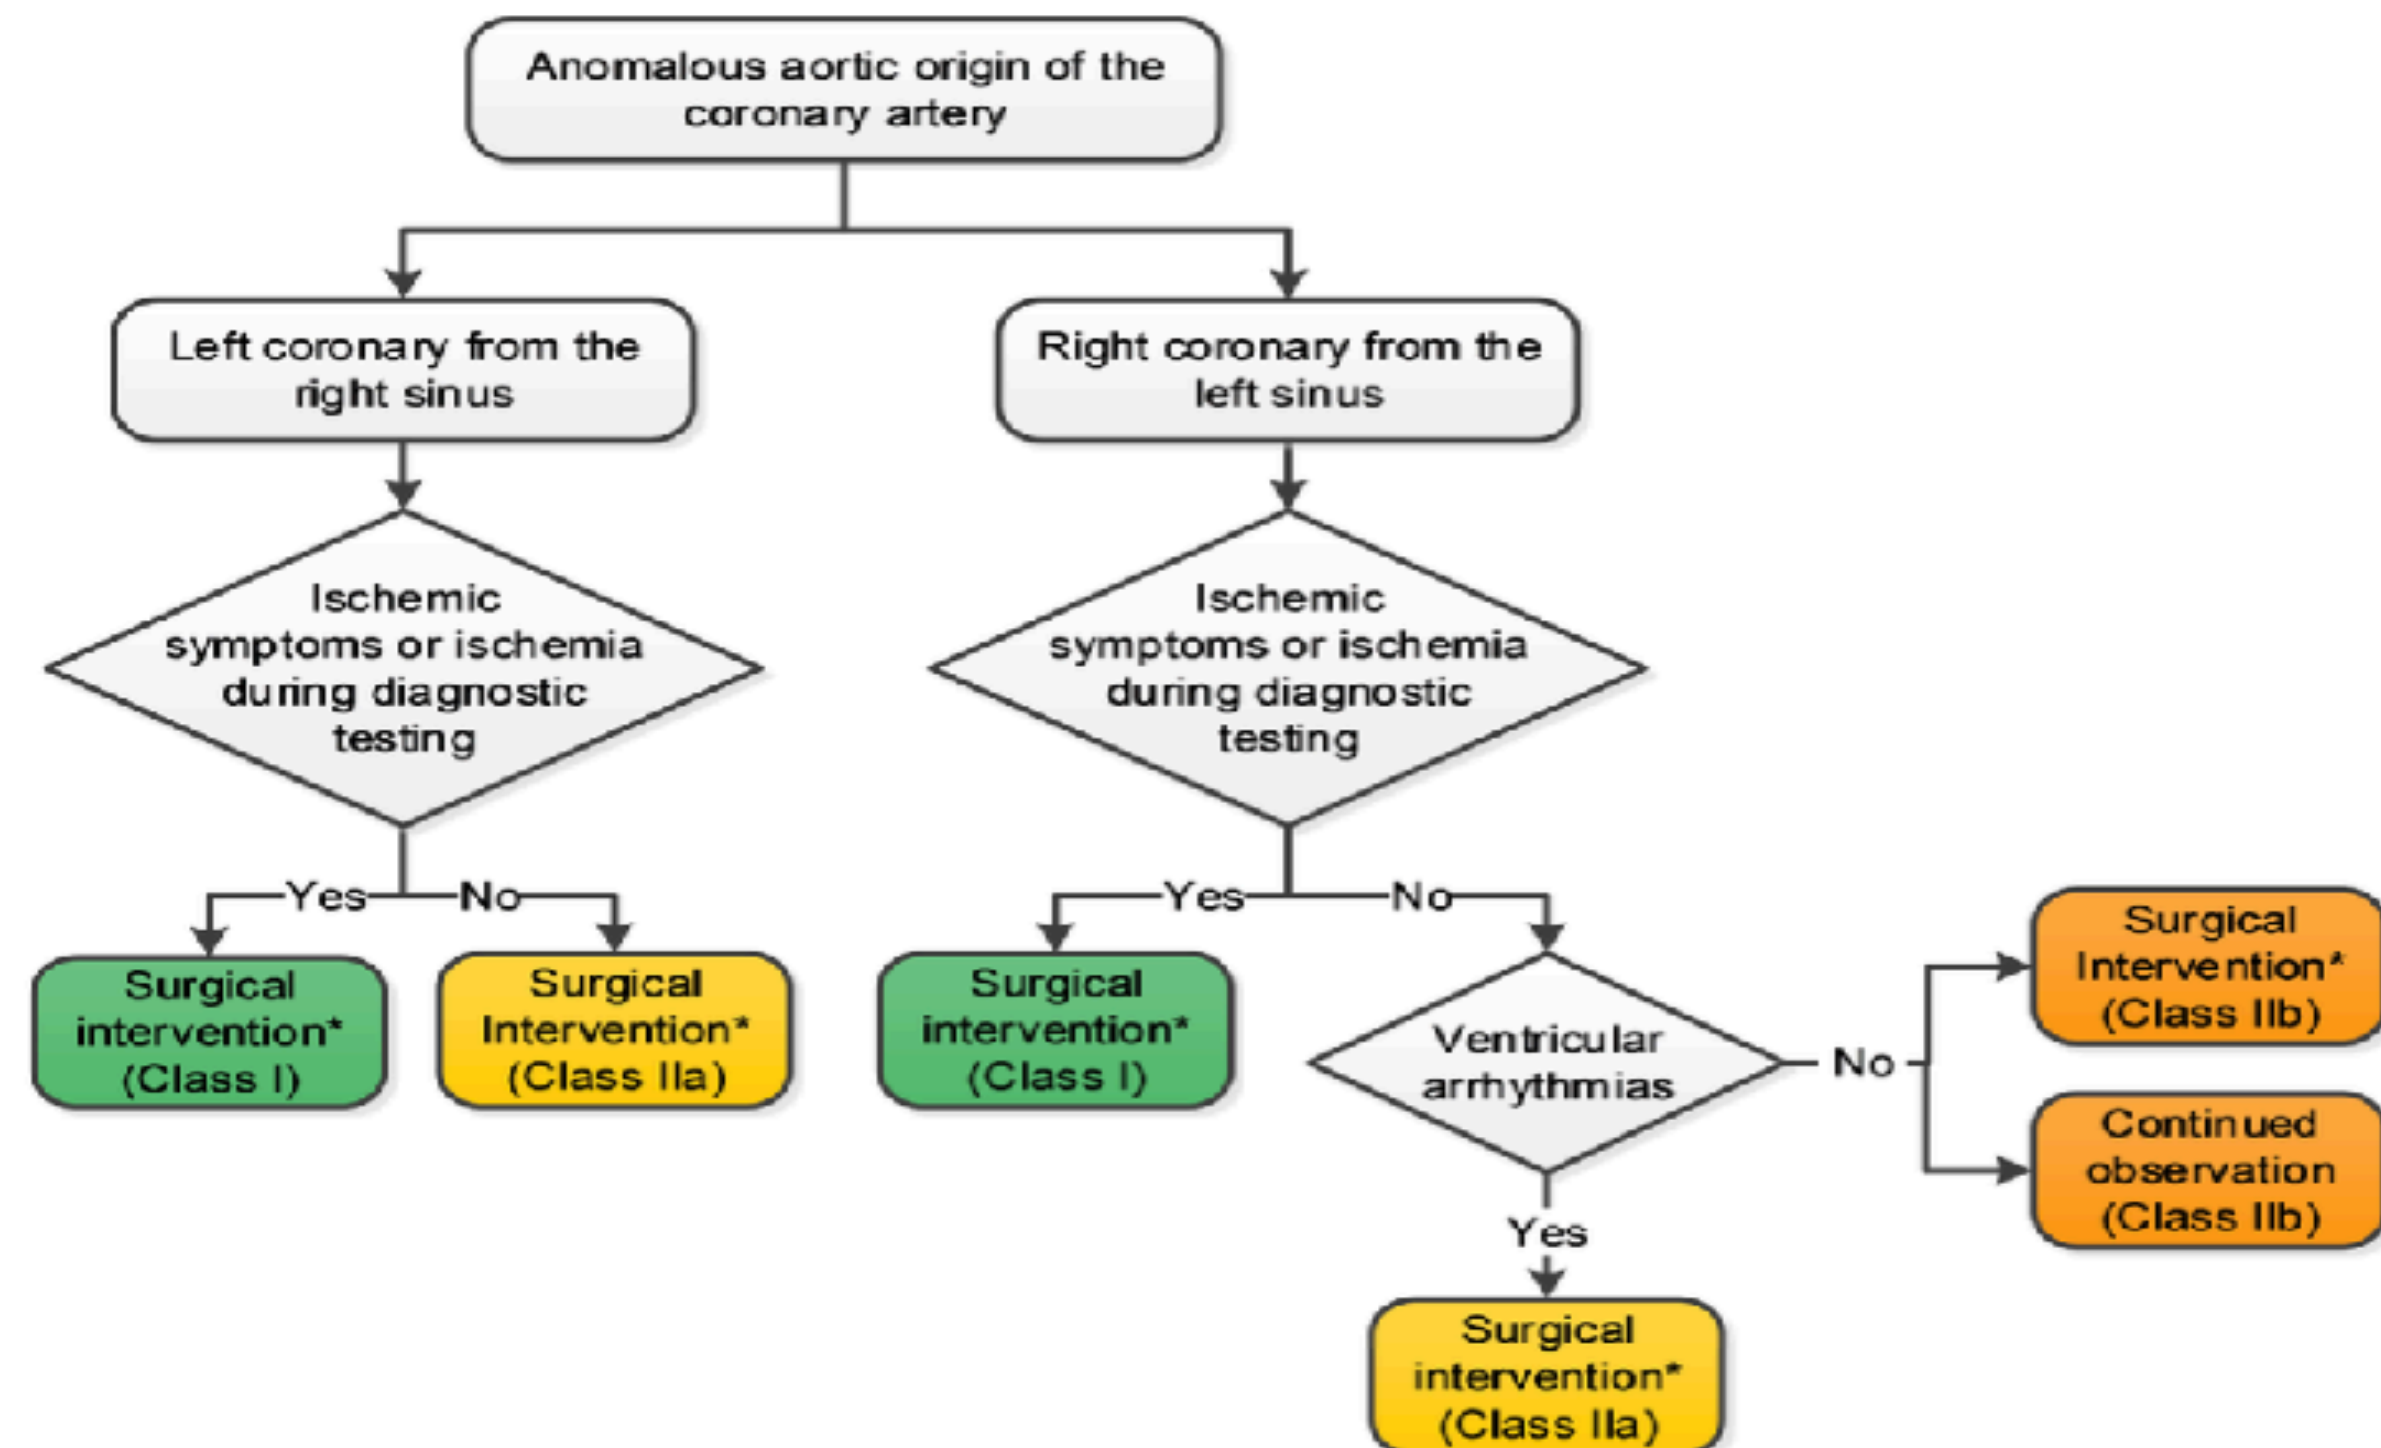 Anomalous aortic origin of the
coronary artery
Left coronary from the
right sinus
Right coronary from the
left sinus
Ischemic
symptoms or ischemia
during diagnostic
testing
Ischemic
symptoms or ischemia
during diagnostic
testing
Yes
No
Yes
No
Surgical
intervention*
(Class I)
Surgical
Intervention*
(Class IIa)
Surgical
intervention*
(Class I)
Ventricular
arrhythmias
No
Surgical
Intervention*
(Class IIb)
Continued
observation
(Class IIb)
Yes
Surgical
intervention*
(Class IIa)